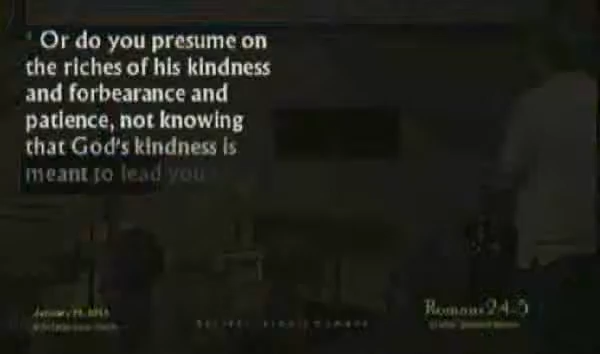 4 Or do you presume on
the riches of his kindness
and forbearance and
patience, not knowing
that God's kindness is
meant to lead you
Romans 2:4-5